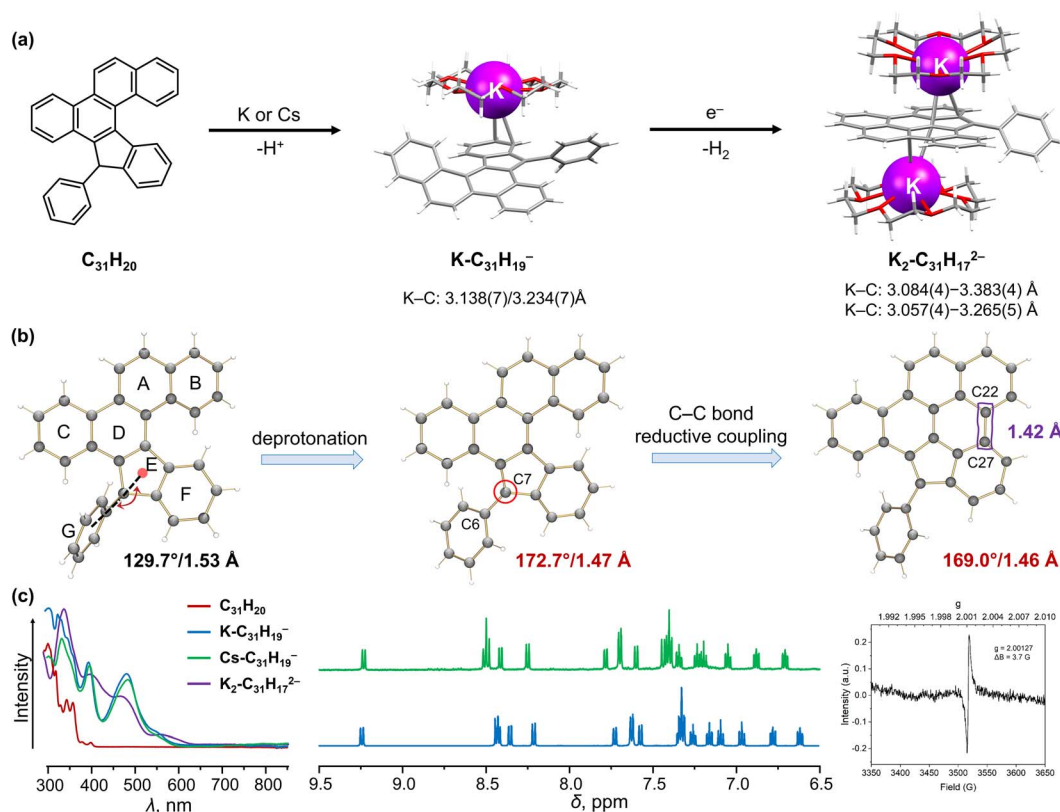 (a)
K or Cs
-H⁺
e⁻
-H₂
K
K
K
C₃₁H₂₀
K-C₃₁H₁₉⁻
K₂-C₃₁H₁₇²⁻
K–C: 3.138(7)/3.234(7)Å
K–C: 3.084(4)−3.383(4) Å
K–C: 3.057(4)−3.265(5) Å
(b)
A
B
C
D
E
F
G
129.7°/1.53 Å
deprotonation
C7
C6
172.7°/1.47 Å
C–C bond
reductive coupling
C22
1.42 Å
C27
169.0°/1.46 Å
(c)
Intensity
C₃₁H₂₀
K-C₃₁H₁₉⁻
Cs-C₃₁H₁₉⁻
K₂-C₃₁H₁₇²⁻
300 400 500 600 700 800
λ, nm
9.5 9.0 8.5 8.0 7.5 7.0 6.5
δ, ppm
g
1.992 1.995 1.998 2.001 2.004 2.007 2.010
Intensity (a.u.)
0.2
0.1
0.0
-0.1
-0.2
g = 2.00127
ΔB = 3.7 G
3350 3400 3450 3500 3550 3600 3650
Field (G)